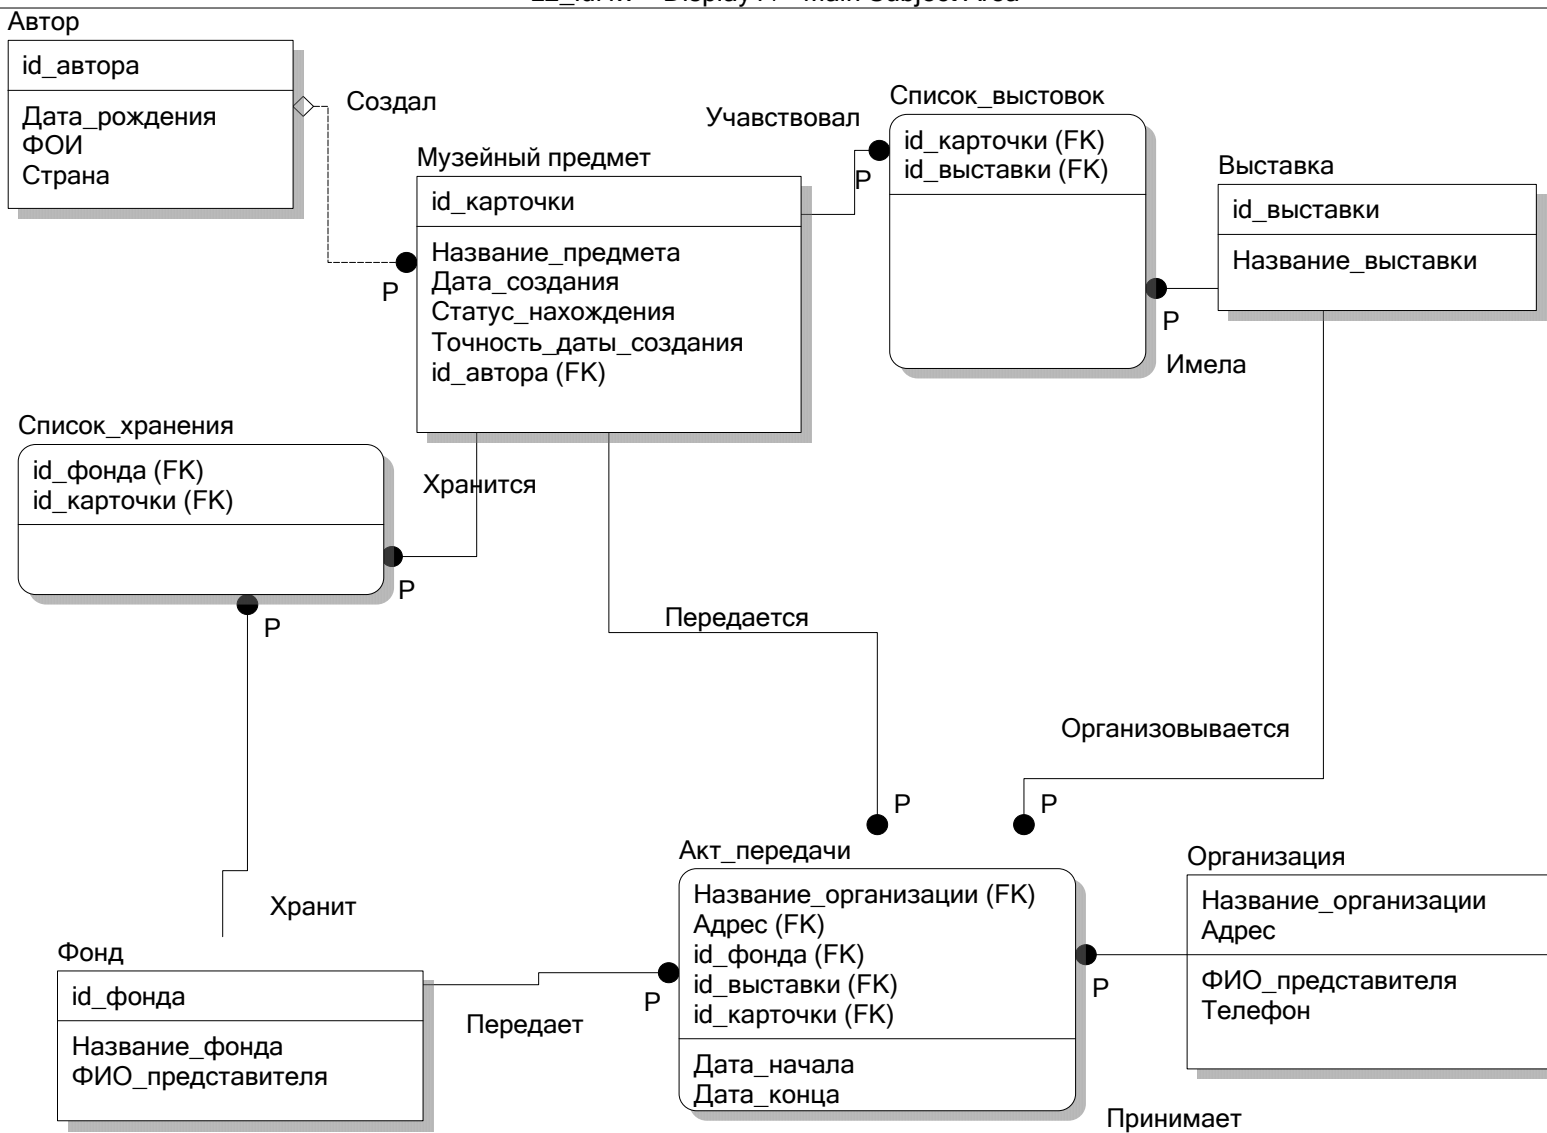 Автор
id_автора
Дата_рождения
ФОИ
Страна
Создал
Музейный предмет
id_карточки
Название_предмета
Дата_создания
Статус_нахождения
Точность_даты_создания
id_автора (FK)
P
Учавствовал
P
Список_выстовок
id_карточки (FK)
id_выставки (FK)
Выставка
id_выставки
Название_выставки
P
Имела
Список_хранения
id_фонда (FK)
id_карточки (FK)
Хранится
P
P
Передается
Организовывается
P
P
Хранит
Фонд
id_фонда
Название_фонда
ФИО_представителя
Передает
P
Акт_передачи
Название_организации (FK)
Адрес (FK)
id_фонда (FK)
id_выставки (FK)
id_карточки (FK)
Дата_начала
Дата_конца
P
Организация
Название_организации
Адрес
ФИО_представителя
Телефон
Принимает